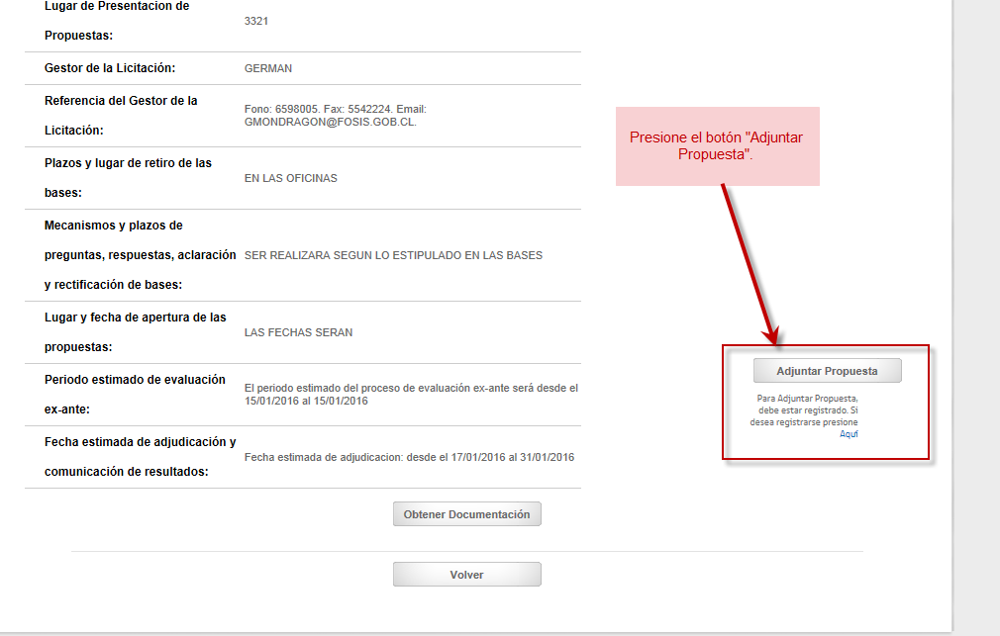 Lugar de Presentacion de
Propuestas:
3321
Gestor de la Licitación:
GERMAN
Referencia del Gestor de la
Licitación:
Fono: 6598005. Fax: 5542224. Email:
GMONDRAGON@FOSIS.GOB.CL.
Plazos y lugar de retiro de las
bases:
EN LAS OFICINAS
Mecanismos y plazos de
preguntas, respuestas, aclaración
y rectificación de bases:
SER REALIZARA SEGUN LO ESTIPULADO EN LAS BASES
Lugar y fecha de apertura de las
propuestas:
LAS FECHAS SERAN
Periodo estimado de evaluación
ex-ante:
El periodo estimado del proceso de evaluación ex-ante será desde el
15/01/2016 al 15/01/2016
Fecha estimada de adjudicación y
comunicación de resultados:
Fecha estimada de adjudicacion: desde el 17/01/2016 al 31/01/2016
Presione el botón "Adjuntar
Propuesta".
Adjuntar Propuesta
Para Adjuntar Propuesta,
debe estar registrado. Si
desea registrarse presione
Aquí
Obtener Documentación
Volver